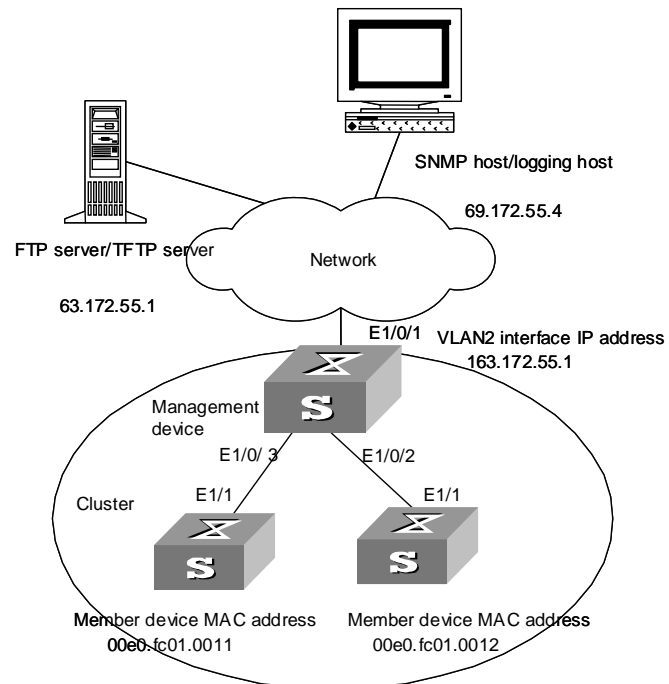 SNMP host/logging host
69.172.55.4
FTP server/TFTP server
63.172.55.1
Network
E1/0/1
VLAN2 interface IP address
163.172.55.1
Management
device
S
E1/0/ 3
E1/0/2
Cluster
E1/1
E1/1
S
S
Member device MAC address
00e0.fc01.0011
Member device MAC address
00e0.fc01.0012